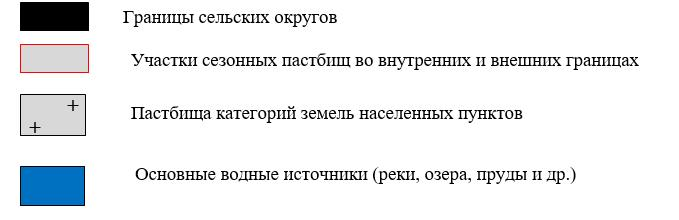 Границы сельских округов
Участки сезонных пастбищ во внутренних и внешних границах
Пастбища категорий земель населенных пунктов
Основные водные источники (реки, озера, пруды и др.)